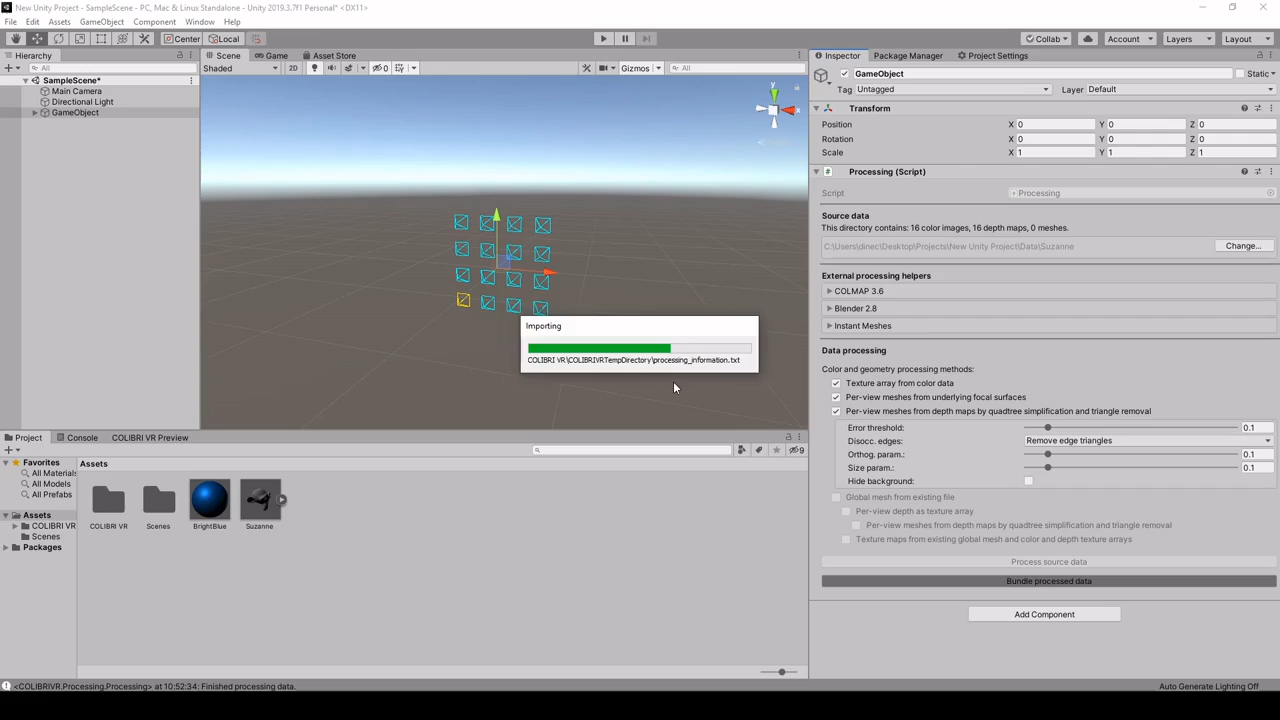 New Unity Project - SampleScene - PC, Mac & Linux Standalone - Unity 2019.3.7f1 Personal* <DX11>
File Edit Assets GameObject Component Window Help
Center Local Collab Account Layers Layout
Hierarchy
All
SampleScene*
Main Camera
Directional Light
GameObject
Scene Game Asset Store
Shaded 2D 0 Gizmos All
y
x
Importing
COLIBRI VR\COLIBRIVRTempDirectory\processing_information.txt
Inspector Package Manager Project Settings
GameObject Static
Tag Untagged Layer Default
Transform
Position X 0 Y 0 Z 0
Rotation X 0 Y 0 Z 0
Scale X 1 Y 1 Z 1
# Processing (Script)
Script Processing
Source data
This directory contains: 16 color images, 16 depth maps, 0 meshes.
C:\Users\dinec\Desktop\Projects\New Unity Project\Data\Suzanne Change...
External processing helpers
COLMAP 3.6
Blender 2.8
Instant Meshes
Data processing
Color and geometry processing methods:
Texture array from color data
Per-view meshes from underlying focal surfaces
Per-view meshes from depth maps by quadtree simplification and triangle removal
Error threshold: 0.1
Disocc. edges: Remove edge triangles
Orthog. param.: 0.1
Size param.: 0.1
Hide background:
Global mesh from existing file
Per-view depth as texture array
Per-view meshes from depth maps by quadtree simplification and triangle removal
Texture maps from existing global mesh and color and depth texture arrays
Process source data
Bundle processed data
Add Component
Project Console COLIBRI VR Preview
9
Favorites
All Materials
All Models
All Prefabs
Assets
COLIBRI VR
Scenes
Packages
Assets
COLIBRI VR Scenes BrightBlue Suzanne
<COLIBRIVR.Processing.Processing> at 10:52:34: Finished processing data. Auto Generate Lighting Off